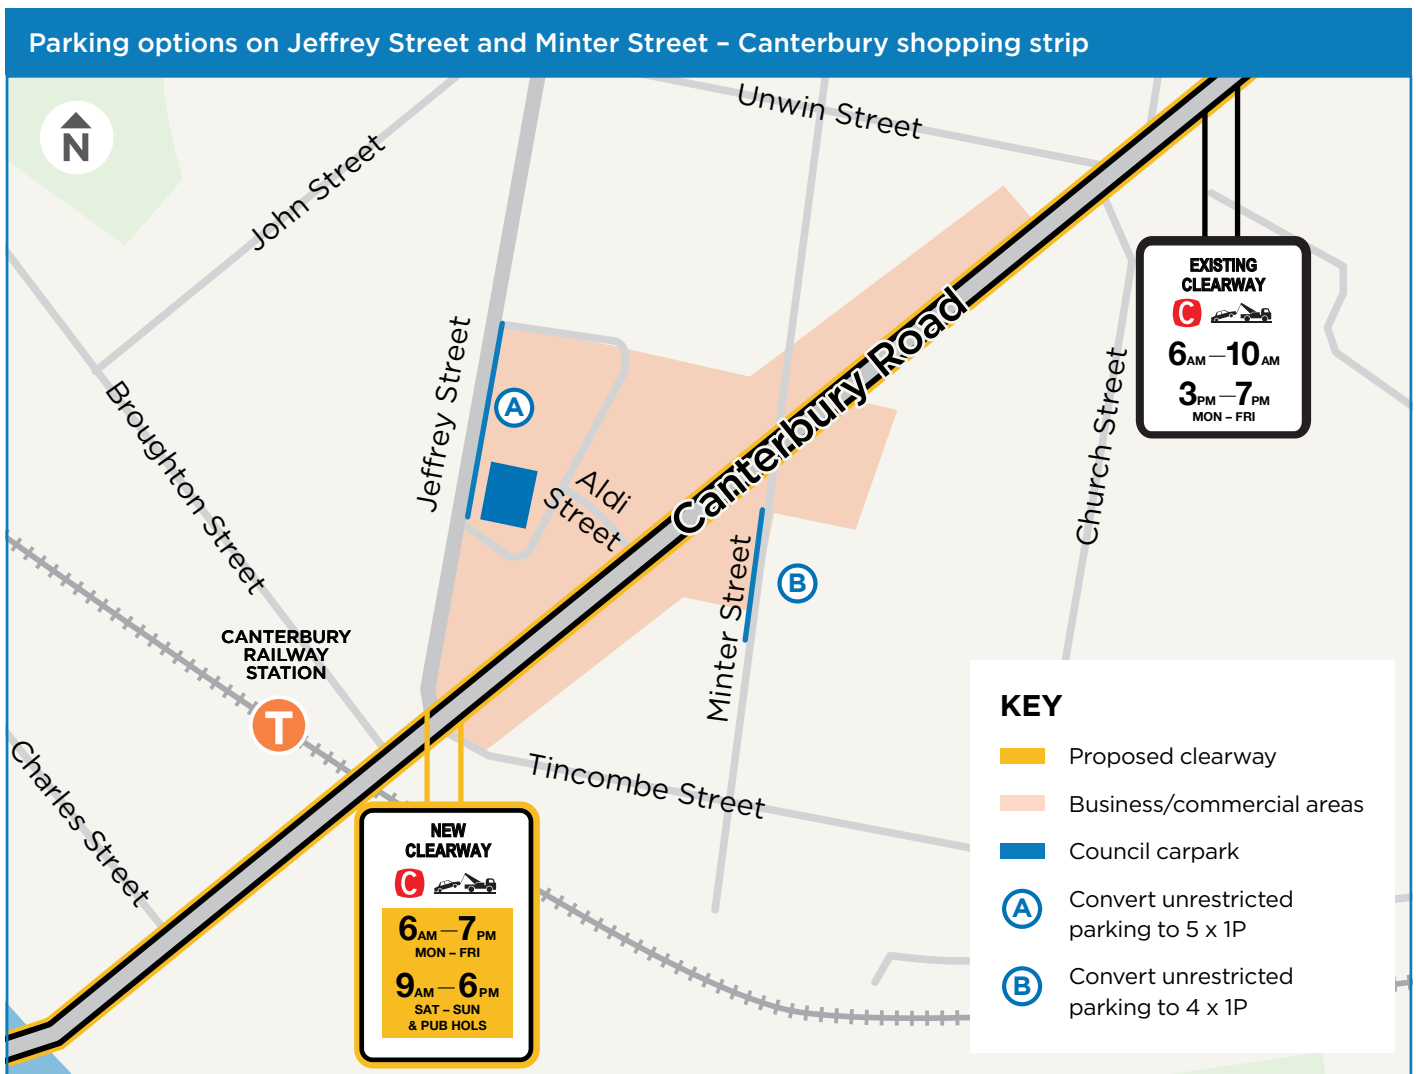 Parking options on Jeffrey Street and Minter Street – Canterbury shopping strip
N
Unwin Street
John Street
Jeffrey Street
A
Aldi
Street
Canterbury Road
Broughton Street
Church Street
Minter Street
B
EXISTING
CLEARWAY
C
6AM—10AM
3PM—7PM
MON – FRI
CANTERBURY
RAILWAY
STATION
T
Charles Street
Tincombe Street
NEW
CLEARWAY
C
6AM—7PM
MON – FRI
9AM—6PM
SAT – SUN
& PUB HOLS
KEY
Proposed clearway
Business/commercial areas
Council carpark
A Convert unrestricted
parking to 5 x 1P
B Convert unrestricted
parking to 4 x 1P